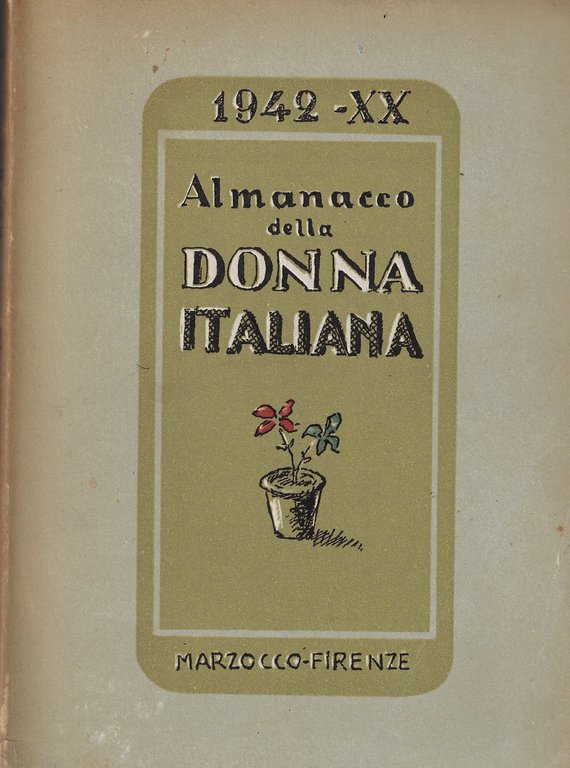 1942-XX
Almanacco
della
DONNA
ITALIANA
MARZOCCO-FIRENZE